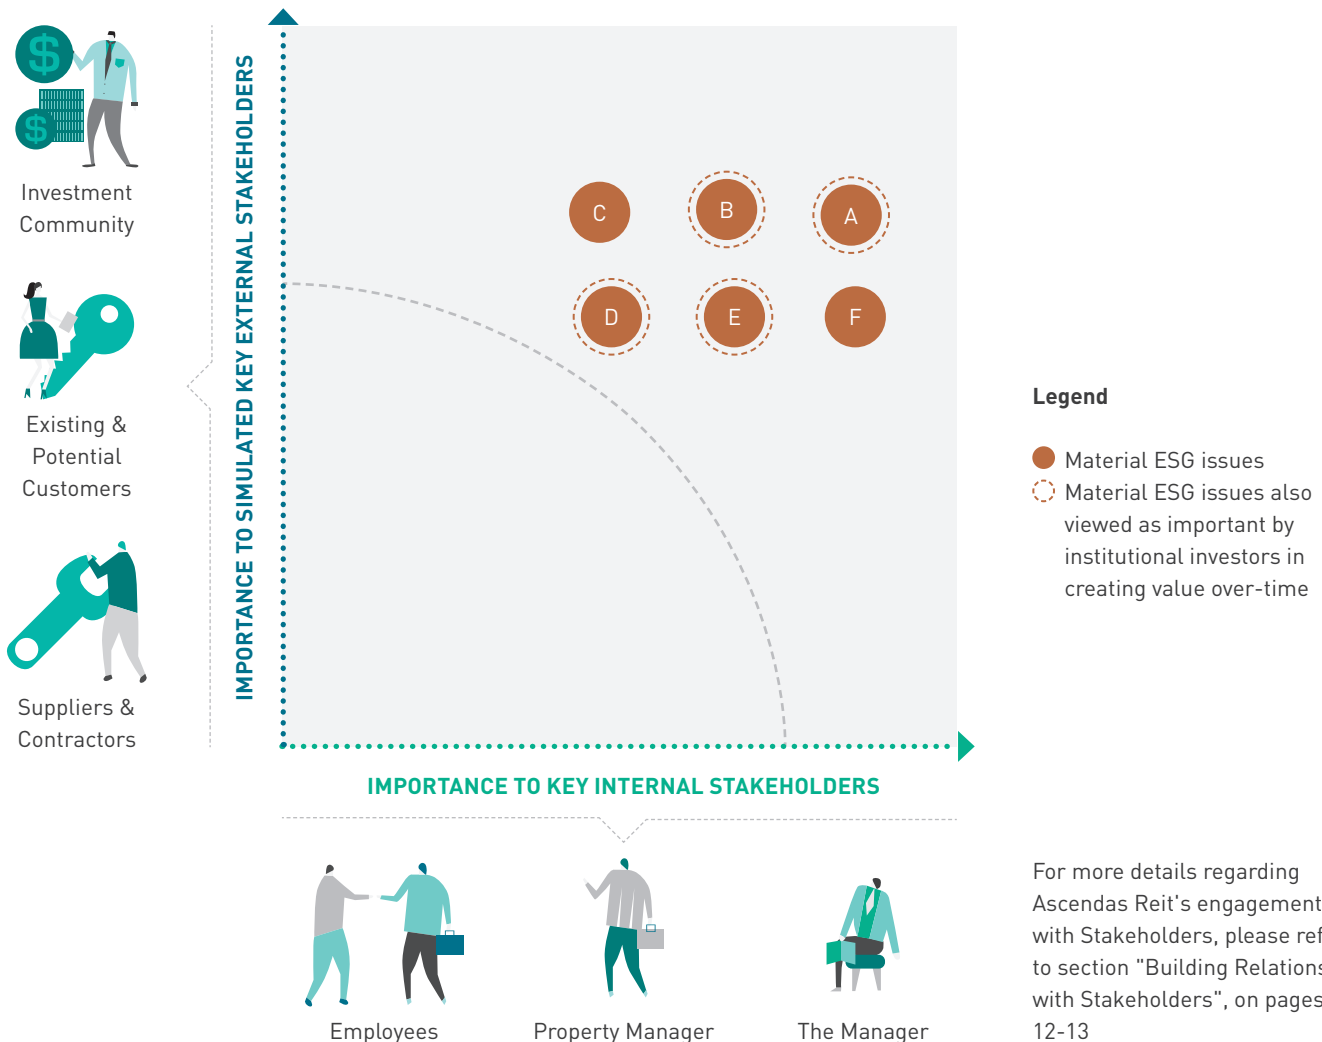 $
$
Investment
Community
Existing &
Potential
Customers
Suppliers &
Contractors
IMPORTANCE TO SIMULATED KEY EXTERNAL STAKEHOLDERS
C
B
A
D
E
F
IMPORTANCE TO KEY INTERNAL STAKEHOLDERS
Employees
Property Manager
The Manager
Legend
Material ESG issues
Material ESG issues also
viewed as important by
institutional investors in
creating value over-time
For more details regarding
Ascendas Reit's engagement
with Stakeholders, please ref
to section "Building Relations
with Stakeholders", on pages
12-13